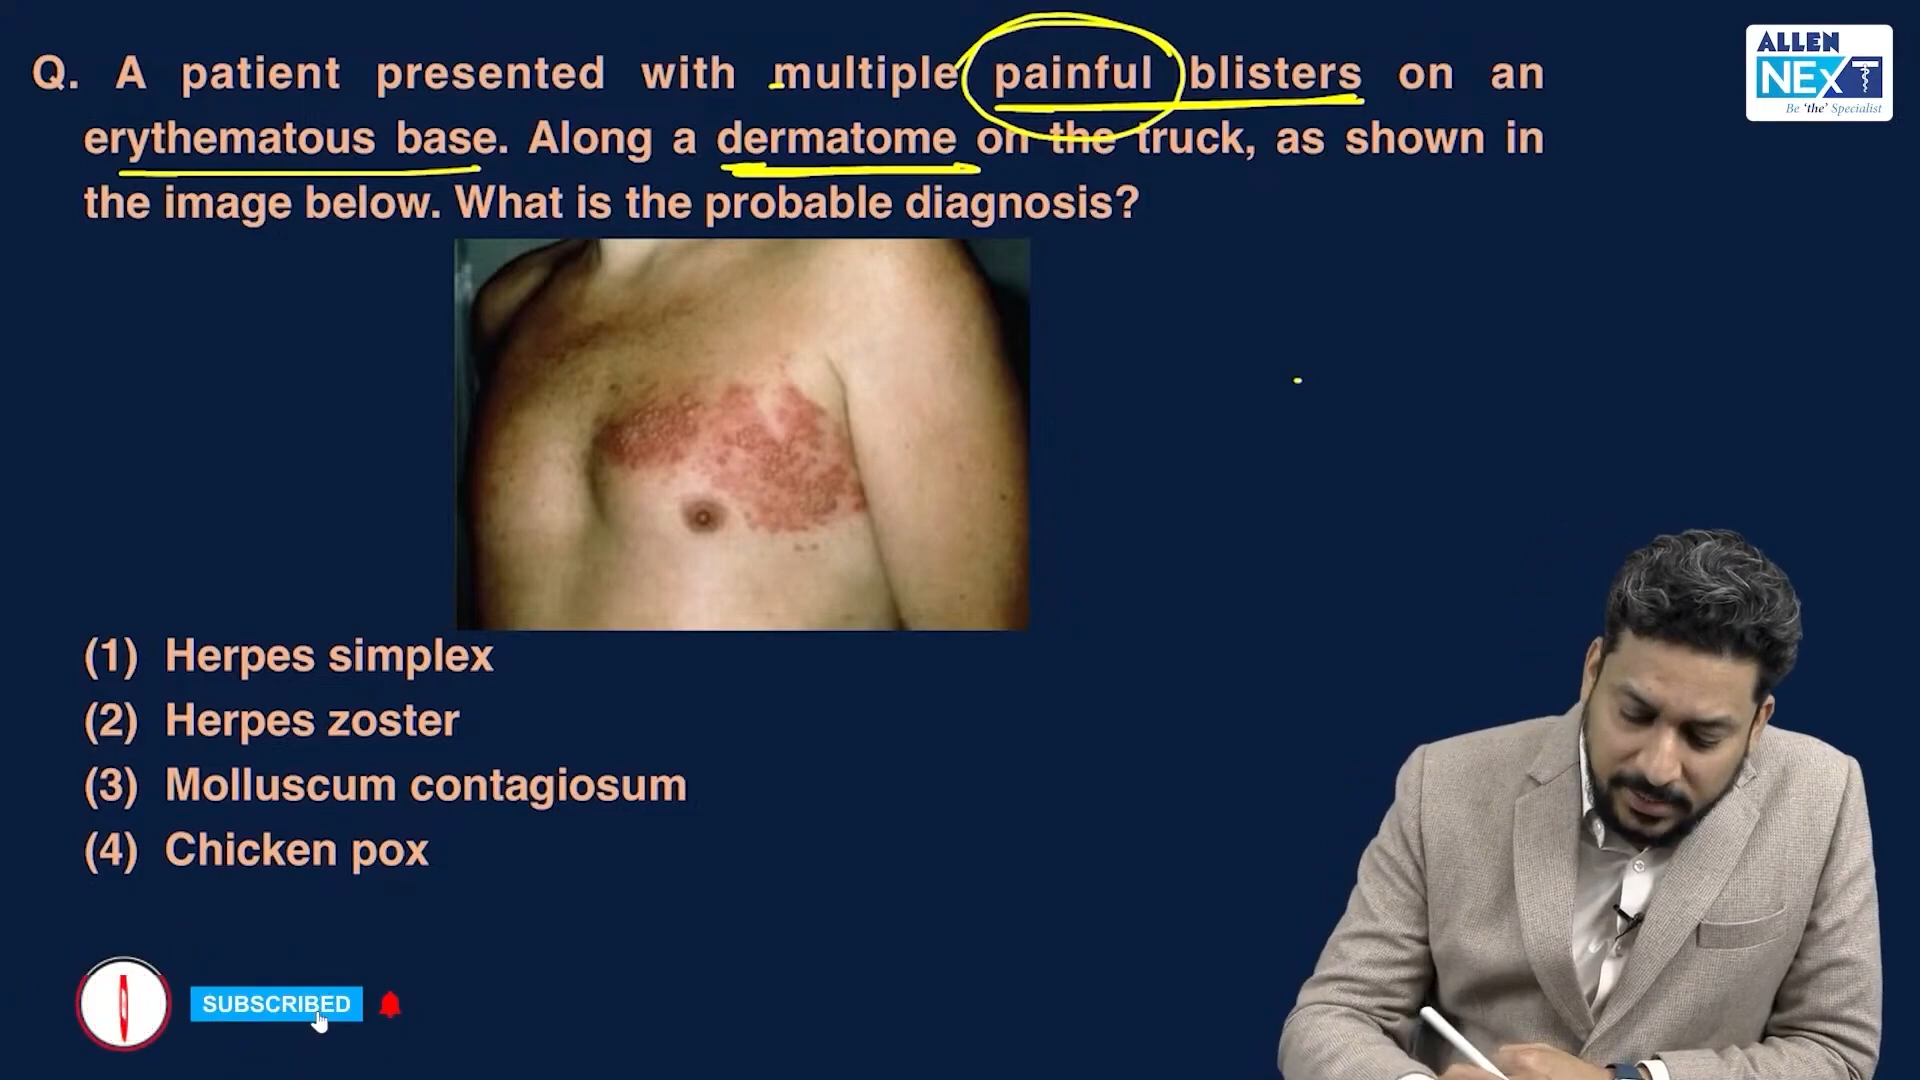 ALLEN
NEXT
Be 'the' Specialist
Q. A patient presented with multiple painful blisters on an
erythematous base. Along a dermatome on the truck, as shown in
the image below. What is the probable diagnosis?
(1) Herpes simplex
(2) Herpes zoster
(3) Molluscum contagiosum
(4) Chicken pox
SUBSCRIBED